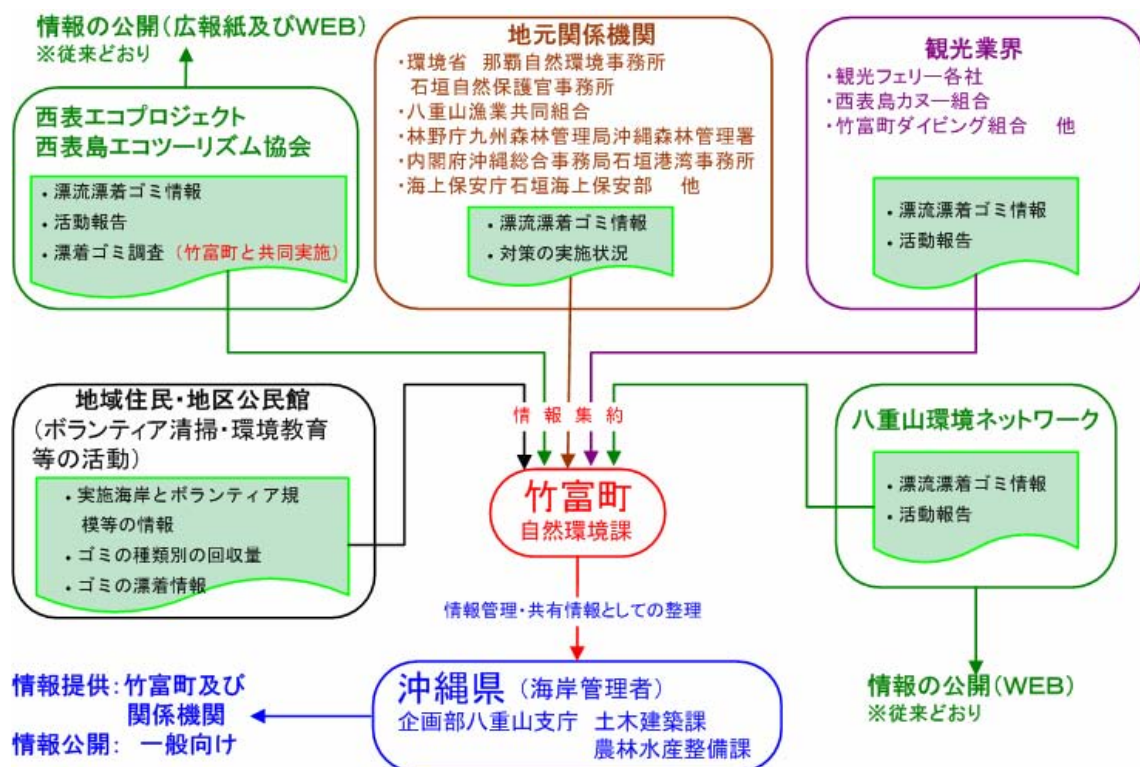 情報の公開(広報紙及びWEB)
※従来どおり
西表エコプロジェクト
西表島エコツーリズム協会
・漂流漂着ゴミ情報
・活動報告
・漂着ゴミ調査 (竹富町と共同実施)
地元関係機関
・環境省 那覇自然環境事務所
石垣自然保護官事務所
・八重山漁業共同組合
・林野庁九州森林管理局沖縄森林管理署
・内閣府沖縄総合事務局石垣港湾事務所
・海上保安庁石垣海上保安部 他
・漂流漂着ゴミ情報
・対策の実施状況
観光業界
・観光フェリー各社
・西表島カヌー組合
・竹富町ダイビング組合 他
・漂流漂着ゴミ情報
・活動報告
地域住民・地区公民館
(ボランティア清掃・環境教育
等の活動)
・実施海岸とボランティア規
模等の情報
・ゴミの種類別の回収量
・ゴミの漂着情報
情報集約
竹富町
自然環境課
八重山環境ネットワーク
・漂流漂着ゴミ情報
・活動報告
情報管理・共有情報としての整理
情報提供:竹富町及び
関係機関
情報公開: 一般向け
沖縄県(海岸管理者)
企画部八重山支庁 土木建築課
農林水産整備課
情報の公開(WEB)
※従来どおり